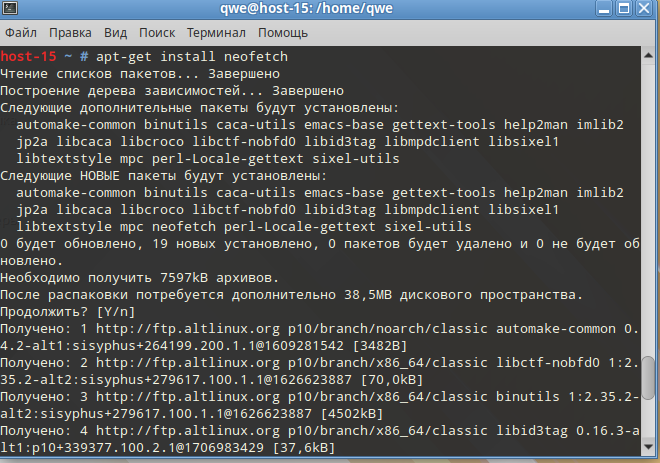 qwe@host-15: /home/qwe
Файл Правка Вид Поиск Терминал Помощь
host-15 ~ # apt-get install neofetch
Чтение списков пакетов... Завершено
Построение дерева зависимостей... Завершено
Следующие дополнительные пакеты будут установлены:
automake-common binutils caca-utils emacs-base gettext-tools help2man imlib2
jp2a libcaca libcroco libctf-nobfd0 libid3tag libmpdclient libsixel1
libtextstyle mpc perl-Locale-gettext sixel-utils
Следующие НОВЫЕ пакеты будут установлены:
automake-common binutils caca-utils emacs-base gettext-tools help2man imlib2
jp2a libcaca libcroco libctf-nobfd0 libid3tag libmpdclient libsixel1
libtextstyle mpc neofetch perl-Locale-gettext sixel-utils
0 будет обновлено, 19 новых установлено, 0 пакетов будет удалено и 0 не будет об
новлено.
Необходимо получить 7597kB архивов.
После распаковки потребуется дополнительно 38,5MB дискового пространства.
Продолжить? [Y/n]
Получено: 1 http://ftp.altlinux.org p10/branch/noarch/classic automake-common 0.
4.2-alt1:sisyphus+264199.200.1.1@1609281542 [3482B]
Получено: 2 http://ftp.altlinux.org p10/branch/x86_64/classic libctf-nobfd0 1:2.
35.2-alt2:sisyphus+279617.100.1.1@1626623887 [70,0kB]
Получено: 3 http://ftp.altlinux.org p10/branch/x86_64/classic binutils 1:2.35.2-
alt2:sisyphus+279617.100.1.1@1626623887 [4502kB]
Получено: 4 http://ftp.altlinux.org p10/branch/x86_64/classic libid3tag 0.16.3-a
lt1:p10+339377.100.2.1@1706983429 [37,6kB]